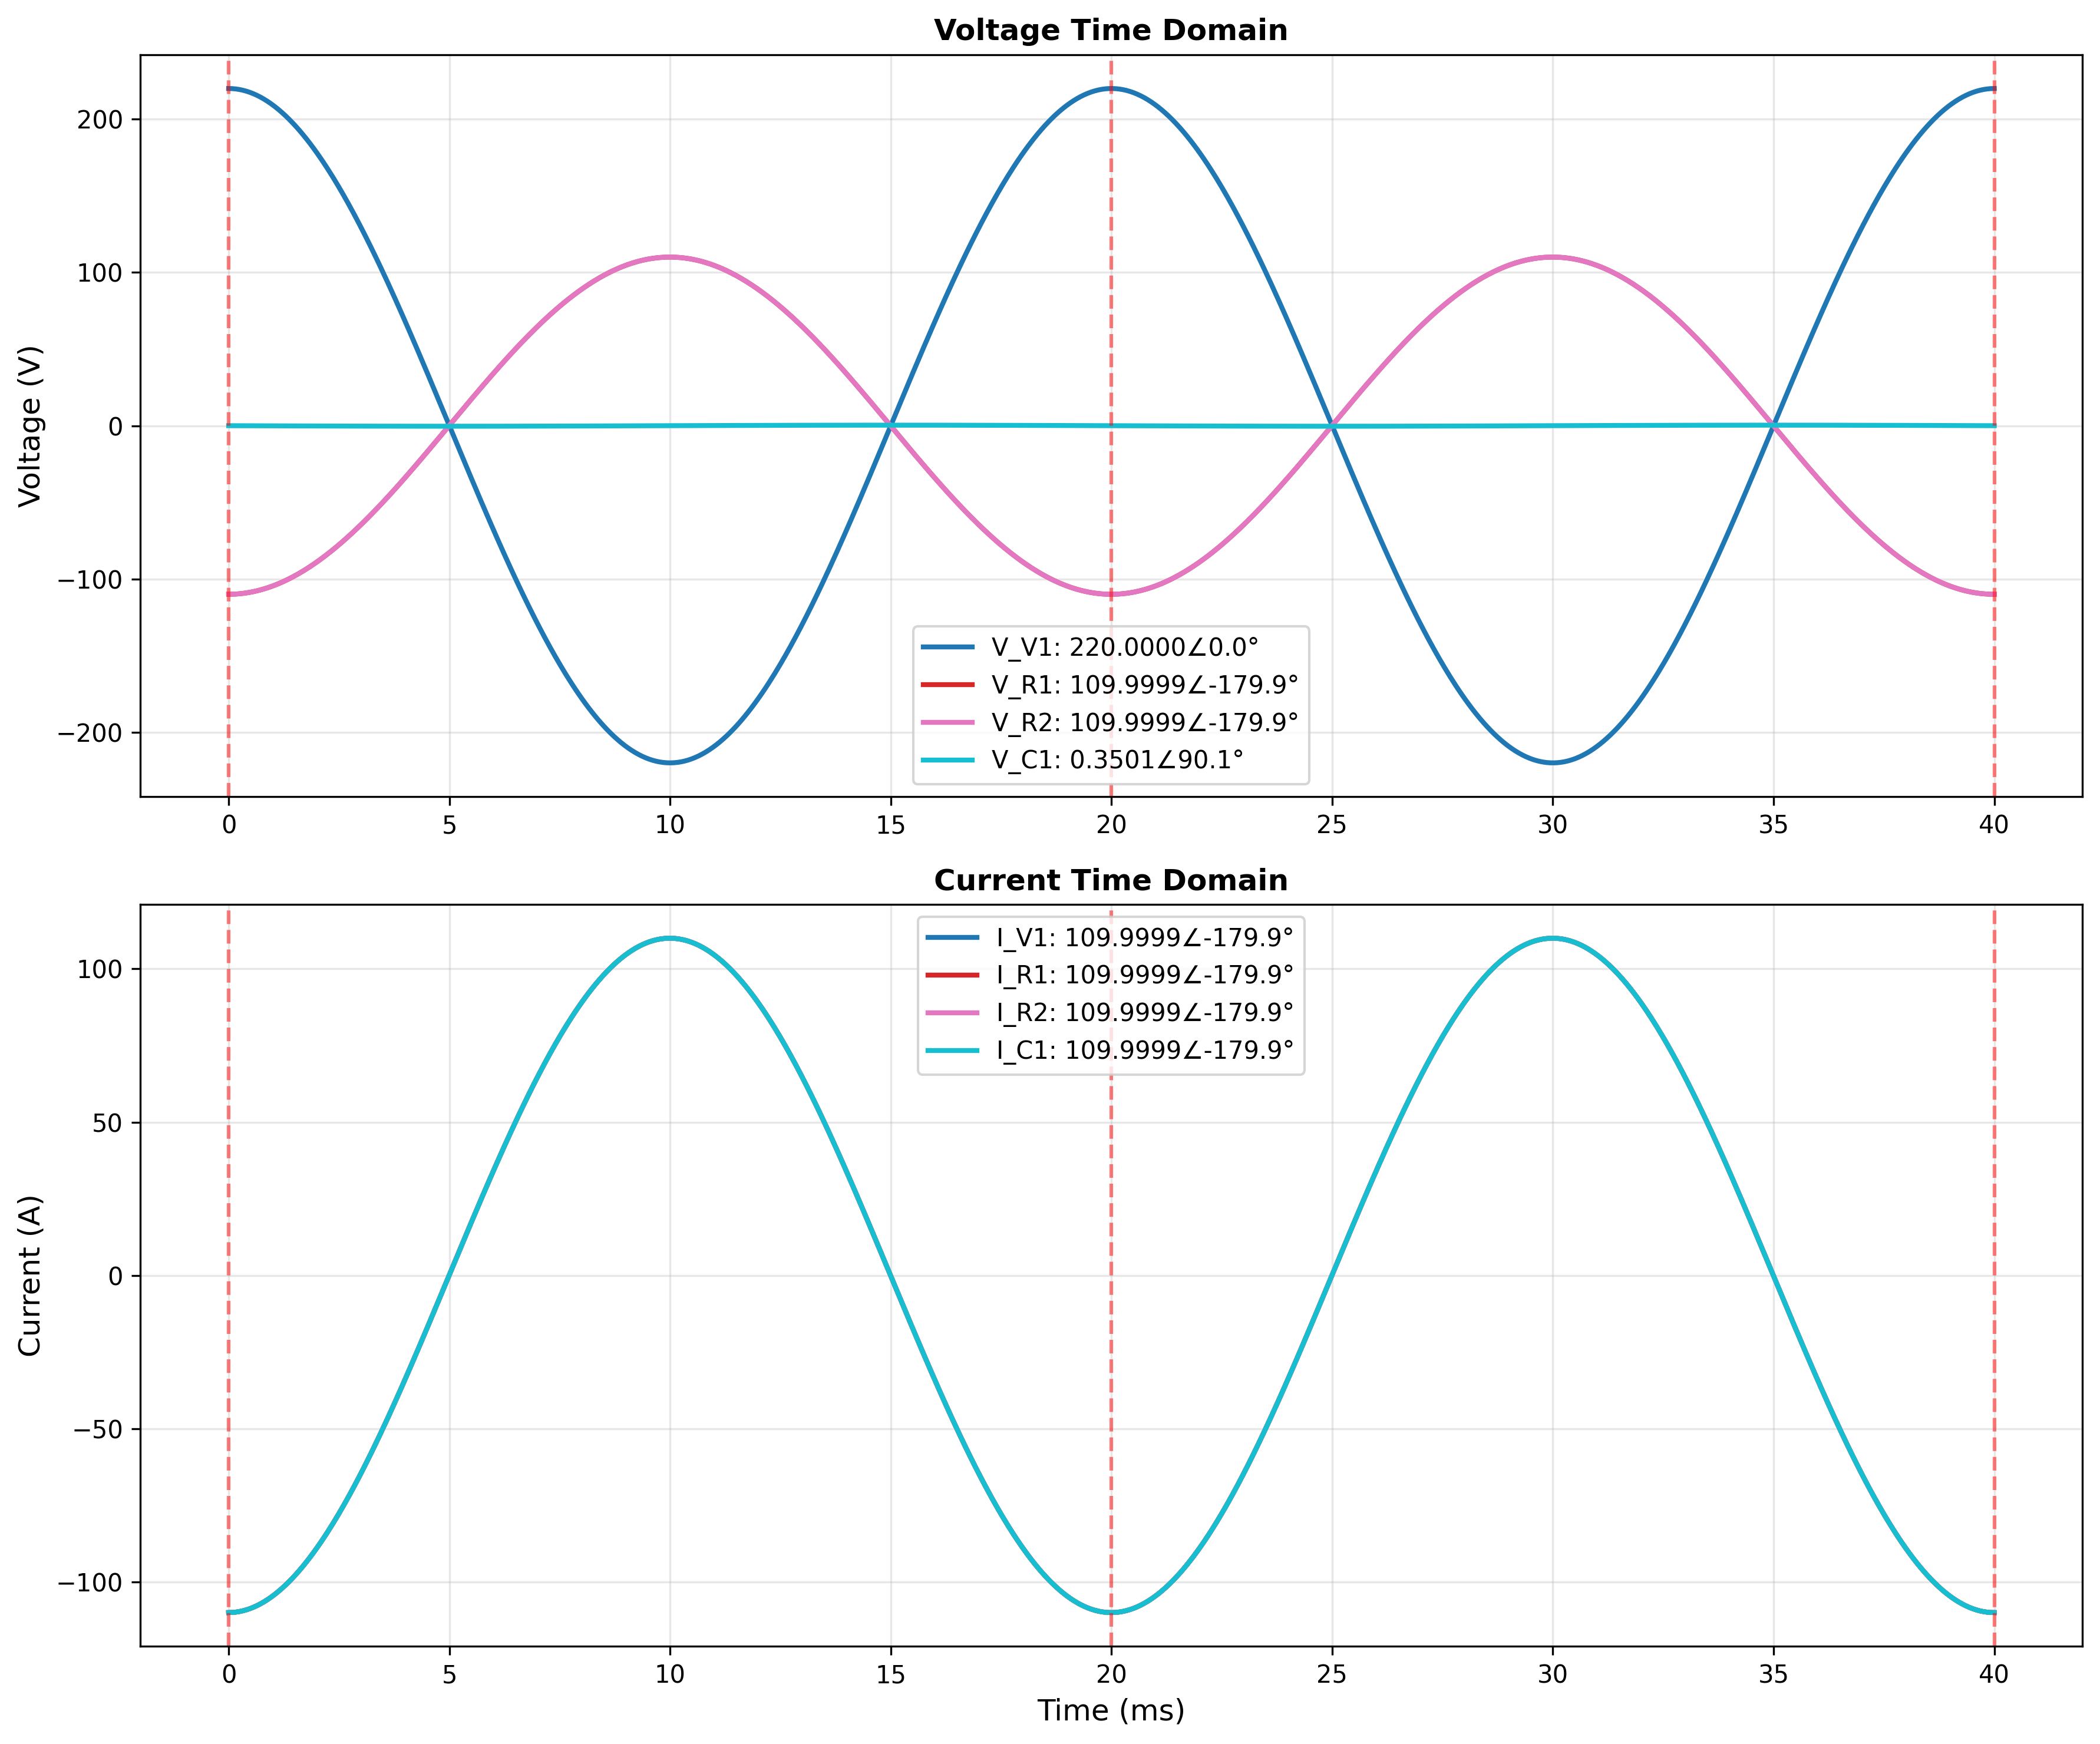 Voltage Time Domain
Voltage (V)
200
100
0
−100
−200
V_V1: 220.0000∠0.0°
V_R1: 109.9999∠-179.9°
V_R2: 109.9999∠-179.9°
V_C1: 0.3501∠90.1°
0 5 10 15 20 25 30 35 40
Current Time Domain
Current (A)
100
50
0
−50
−100
I_V1: 109.9999∠-179.9°
I_R1: 109.9999∠-179.9°
I_R2: 109.9999∠-179.9°
I_C1: 109.9999∠-179.9°
0 5 10 15 20 25 30 35 40
Time (ms)